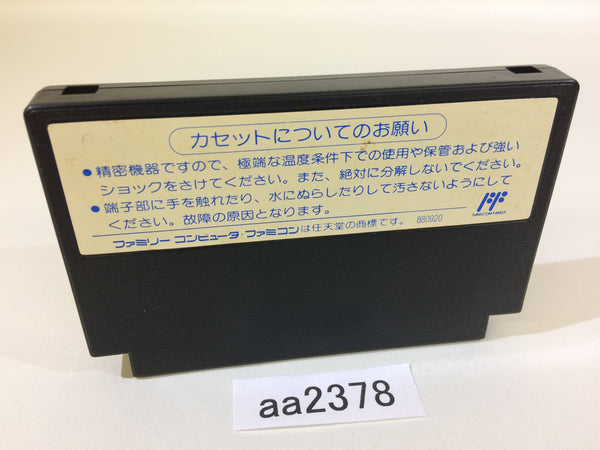 カセットについてのお願い
●精密機器ですので、極端な温度条件下での使用や保管および強い
ショックをさけてください。また、絶対に分解しないでください。
●端子部に手を触れたり、水にぬらしたりして汚さないようにして
ください。故障の原因となります。
FAMICOM FAMILY
ファミリー コンピュータ・ファミコンは任天堂の商標です。 880920
aa2378